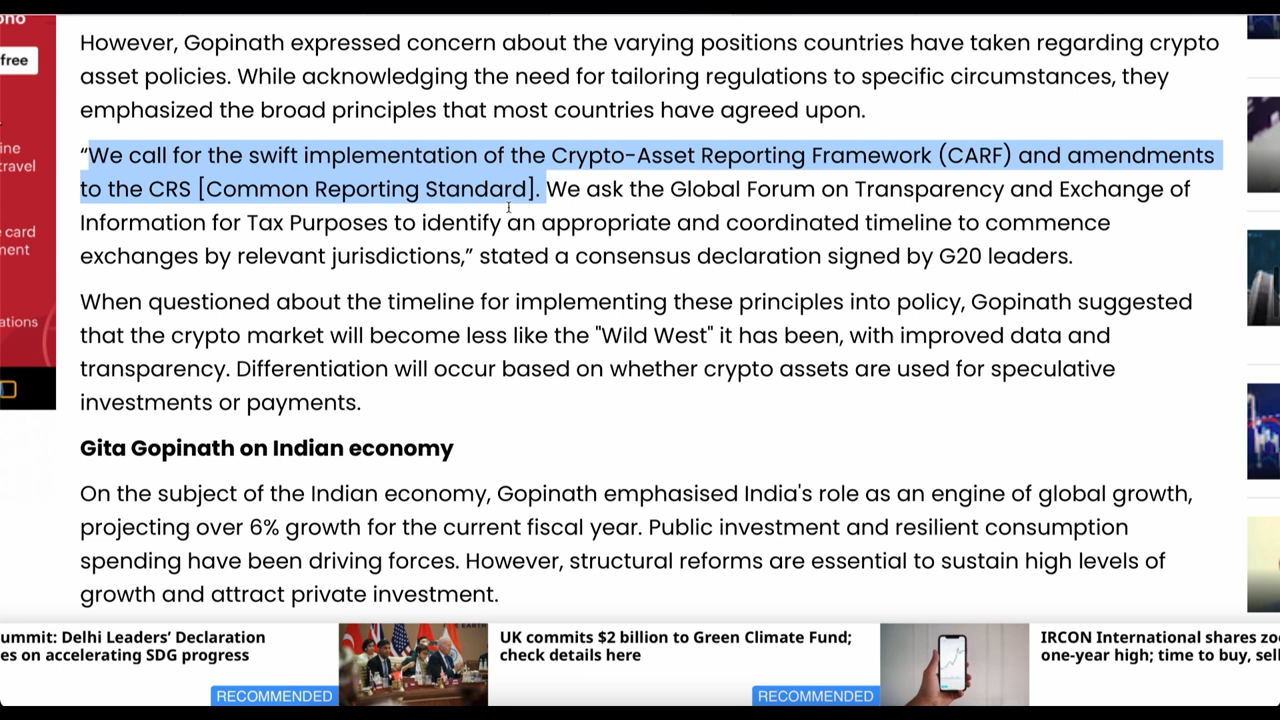 ono
free
ine
travel
card
ment
ations
However, Gopinath expressed concern about the varying positions countries have taken regarding crypto
asset policies. While acknowledging the need for tailoring regulations to specific circumstances, they
emphasized the broad principles that most countries have agreed upon.
“We call for the swift implementation of the Crypto-Asset Reporting Framework (CARF) and amendments
to the CRS [Common Reporting Standard]. We ask the Global Forum on Transparency and Exchange of
Information for Tax Purposes to identify an appropriate and coordinated timeline to commence
exchanges by relevant jurisdictions,” stated a consensus declaration signed by G20 leaders.
When questioned about the timeline for implementing these principles into policy, Gopinath suggested
that the crypto market will become less like the "Wild West" it has been, with improved data and
transparency. Differentiation will occur based on whether crypto assets are used for speculative
investments or payments.
Gita Gopinath on Indian economy
On the subject of the Indian economy, Gopinath emphasised India's role as an engine of global growth,
projecting over 6% growth for the current fiscal year. Public investment and resilient consumption
spending have been driving forces. However, structural reforms are essential to sustain high levels of
growth and attract private investment.
ummit: Delhi Leaders’ Declaration
es on accelerating SDG progress
RECOMMENDED
UK commits $2 billion to Green Climate Fund;
check details here
RECOMMENDED
IRCON International shares zo
one-year high; time to buy, sell